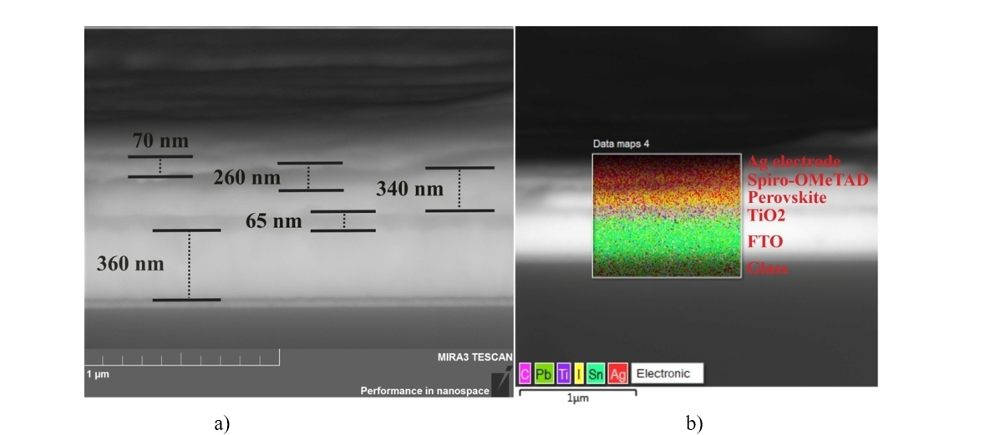 70 nm
260 nm
340 nm
65 nm
360 nm
MIRA3 TESCAN
1 µm
Performance in nanospace
a)
Data maps 4
Ag electrode
Spiro-OMeTAD
Perovskite
TiO2
FTO
Glass
C Pb Ti I Sn Ag Electronic
1µm
b)